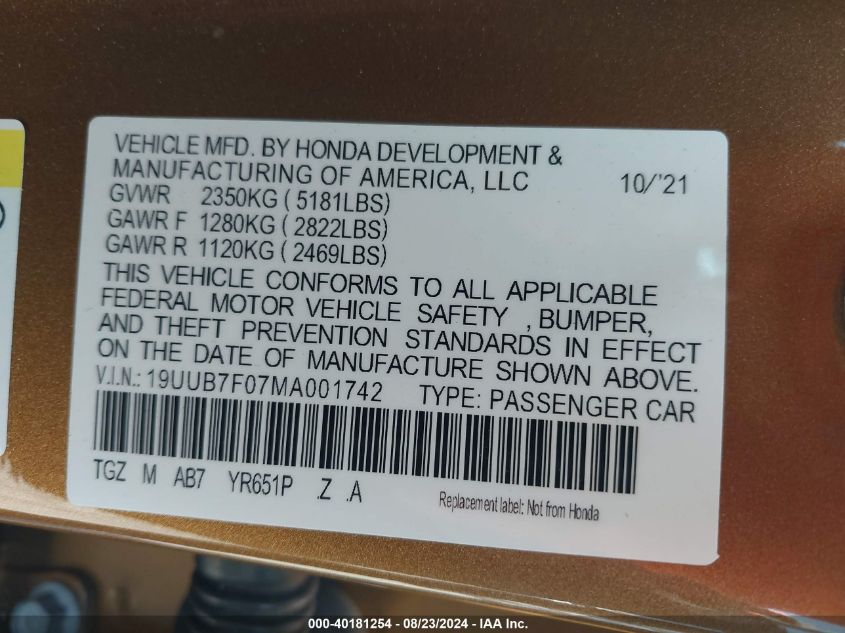 VEHICLE MFD. BY HONDA DEVELOPMENT &
MANUFACTURING OF AMERICA, LLC 10/'21
GVWR 2350KG ( 5181LBS)
GAWR F 1280KG ( 2822LBS)
GAWR R 1120KG ( 2469LBS)
THIS VEHICLE CONFORMS TO ALL APPLICABLE
FEDERAL MOTOR VEHICLE SAFETY , BUMPER,
AND THEFT PREVENTION STANDARDS IN EFFECT
ON THE DATE OF MANUFACTURE SHOWN ABOVE.
V.I.N.: 19UUB7F07MA001742 TYPE: PASSENGER CAR
TGZ M AB7 YR651P .Z .A
Replacement label: Not from Honda
000-40181254 - 08/23/2024 - IAA Inc.